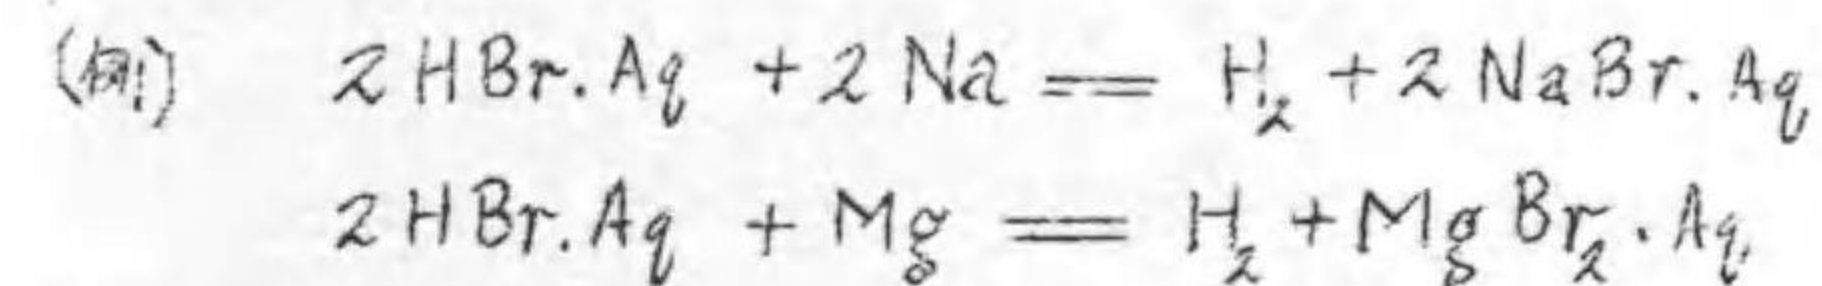 (例) 2HBr.Aq + 2Na == H₂ + 2NaBr.Aq
2HBr.Aq + Mg == H₂ + MgBr₂.Aq.